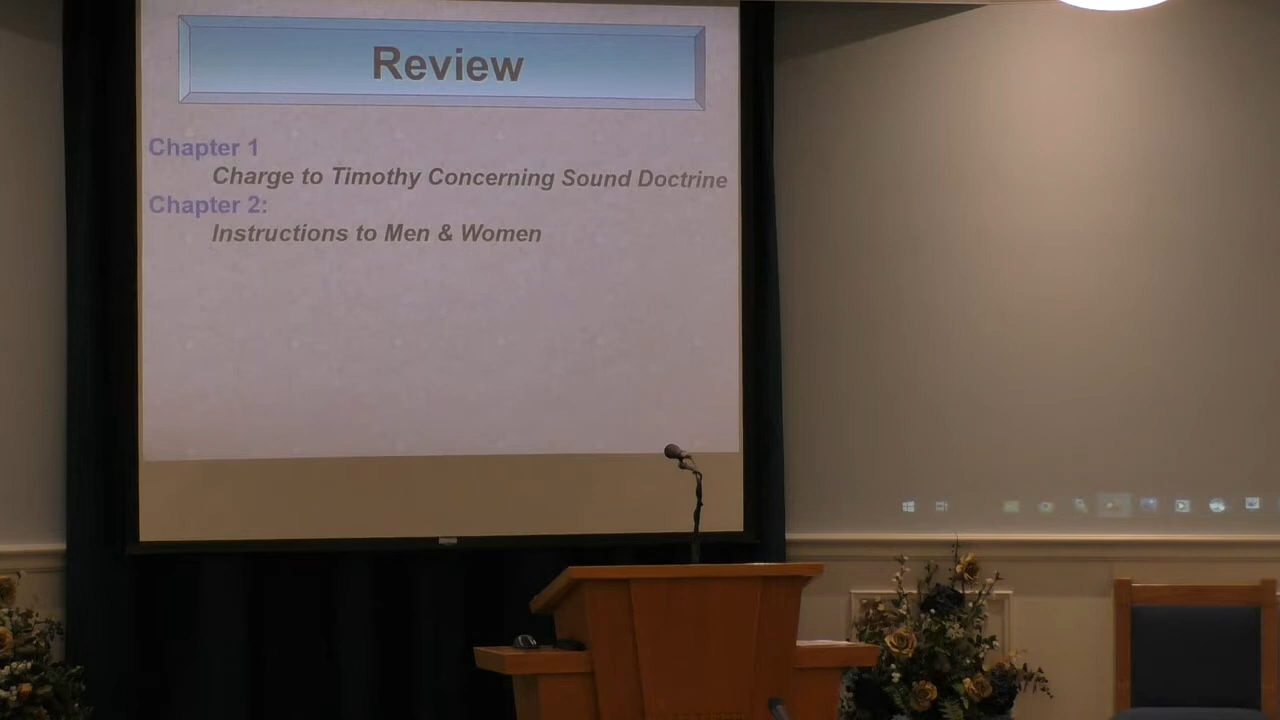 Review
Chapter 1
Charge to Timothy Concerning Sound Doctrine
Chapter 2:
Instructions to Men & Women